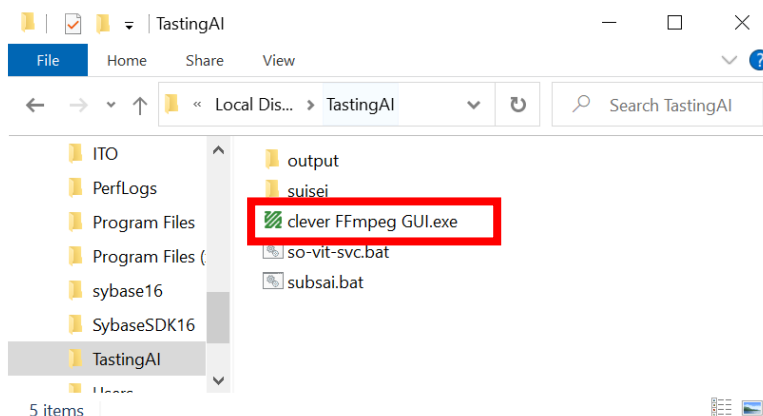 TastingAI
File Home Share View
« Local Dis... > TastingAI
Search TastingAI
ITO
PerfLogs
Program Files
Program Files (
sybase16
SybaseSDK16
TastingAI
Users
output
suisei
clever FFmpeg GUI.exe
so-vit-svc.bat
subsai.bat
5 items